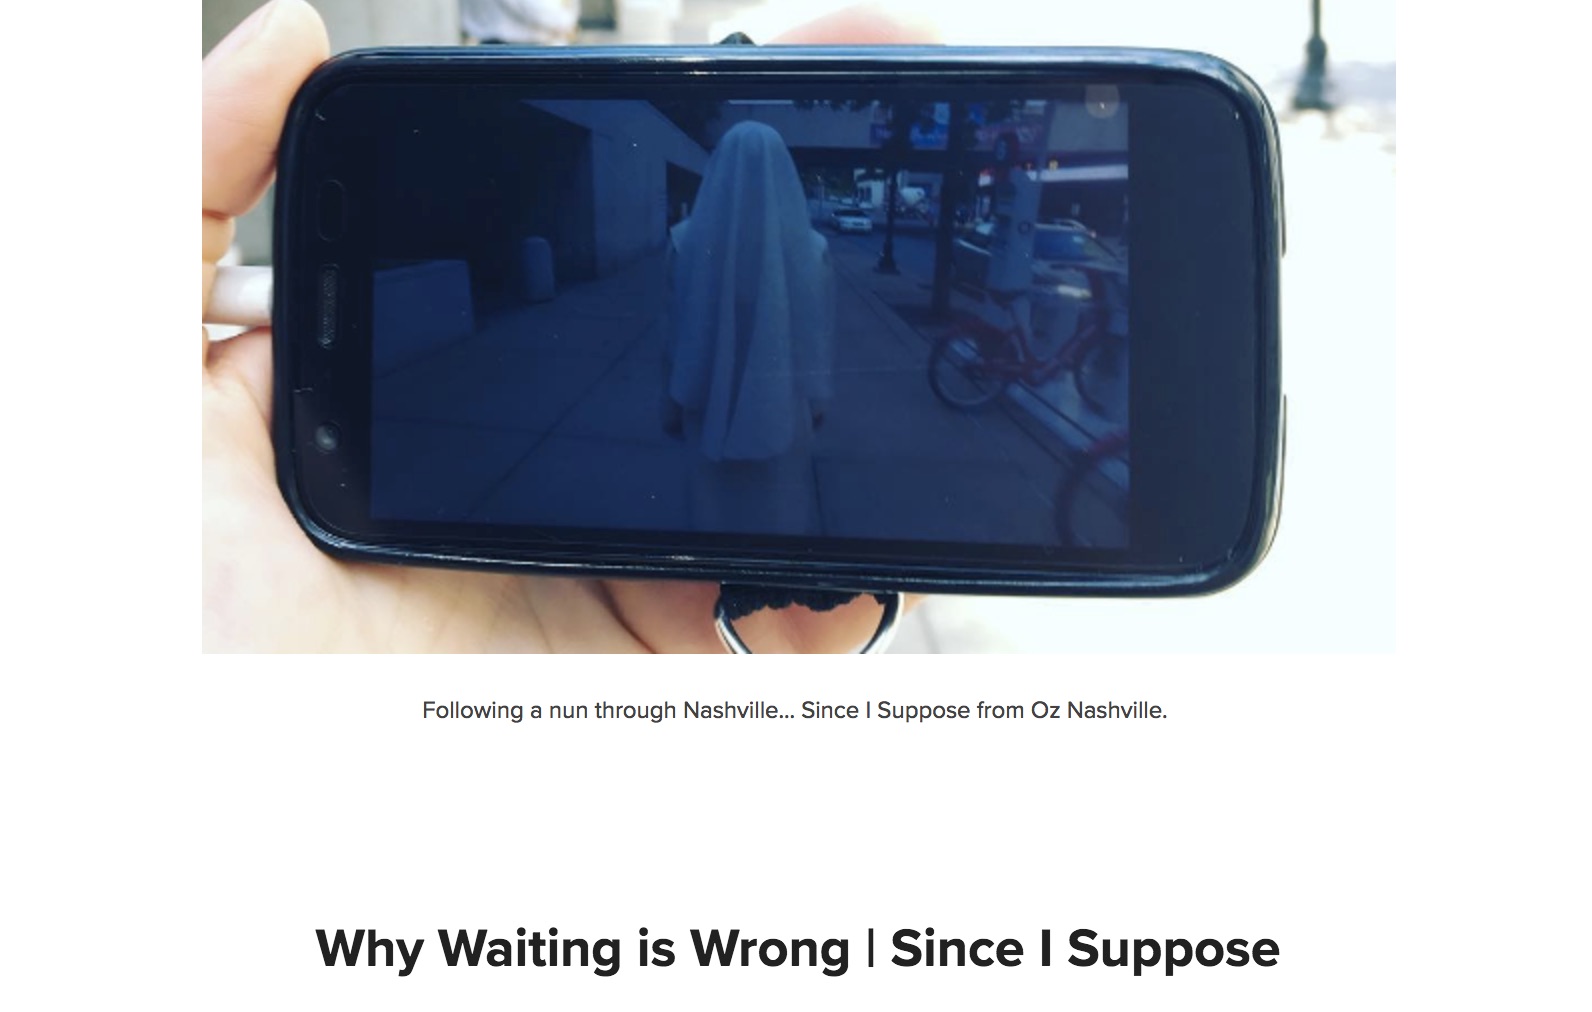 Following a nun through Nashville... Since I Suppose from Oz Nashville.
Why Waiting is Wrong | Since I Suppose